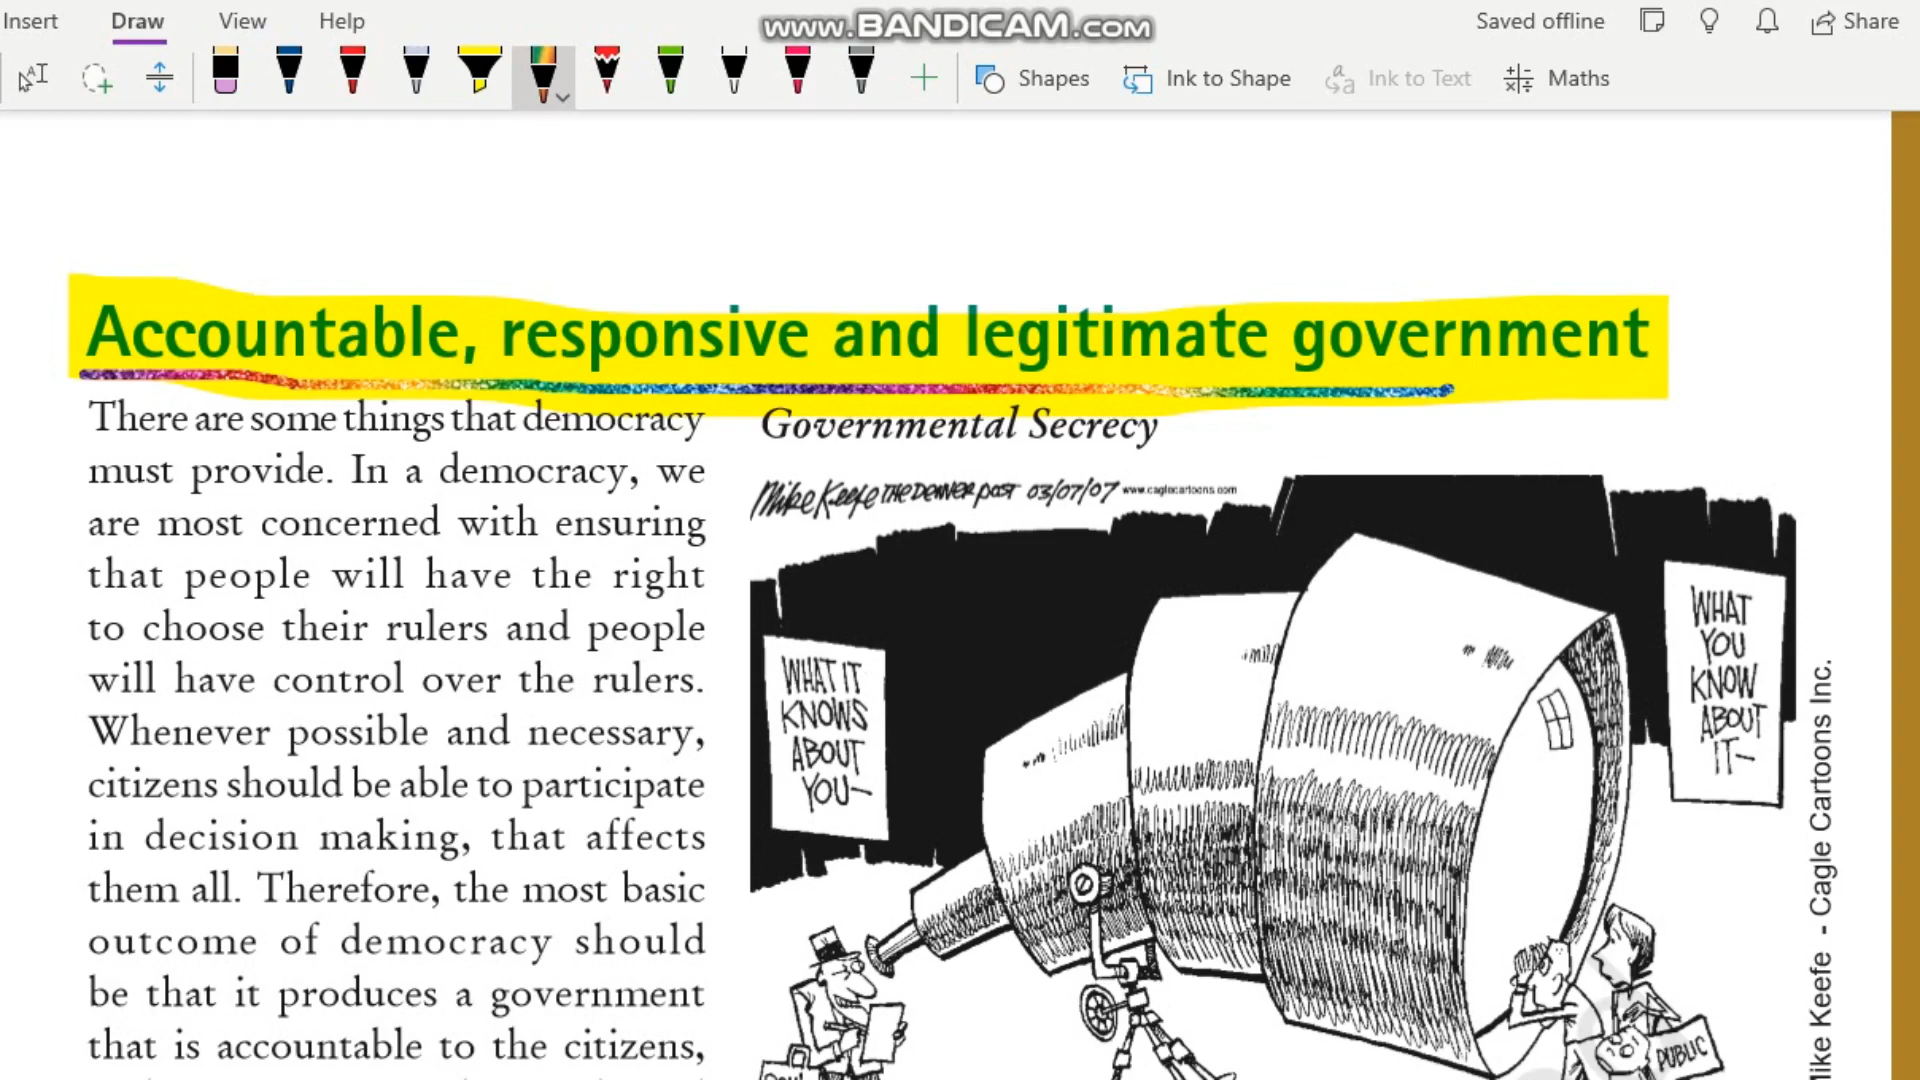 Insert Draw View Help
www.BANDICAM.com
Saved offline
Share
Shapes
Ink to Shape
Ink to Text
Maths
Accountable, responsive and legitimate government
There are some things that democracy
must provide. In a democracy, we
are most concerned with ensuring
that people will have the right
to choose their rulers and people
will have control over the rulers.
Whenever possible and necessary,
citizens should be able to participate
in decision making, that affects
them all. Therefore, the most basic
outcome of democracy should
be that it produces a government
that is accountable to the citizens,
Governmental Secrecy
Mike Keefe THE DENVER POST 03/07/07 www.caglecartoons.com
WHAT IT
KNOWS
ABOUT
YOU—
WHAT
YOU
KNOW
ABOUT
IT—
PUBLIC
Mike Keefe - Cagle Cartoons Inc.